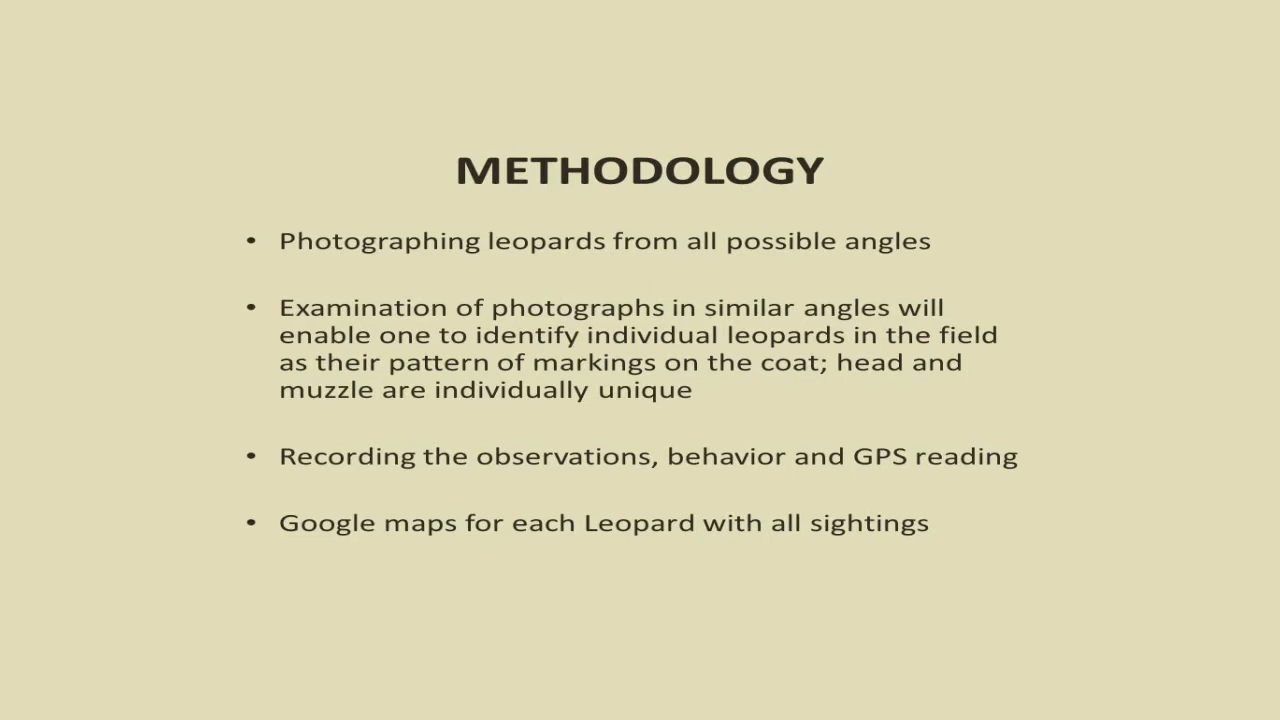 METHODOLOGY
• Photographing leopards from all possible angles
• Examination of photographs in similar angles will
enable one to identify individual leopards in the field
as their pattern of markings on the coat; head and
muzzle are individually unique
• Recording the observations, behavior and GPS reading
• Google maps for each Leopard with all sightings